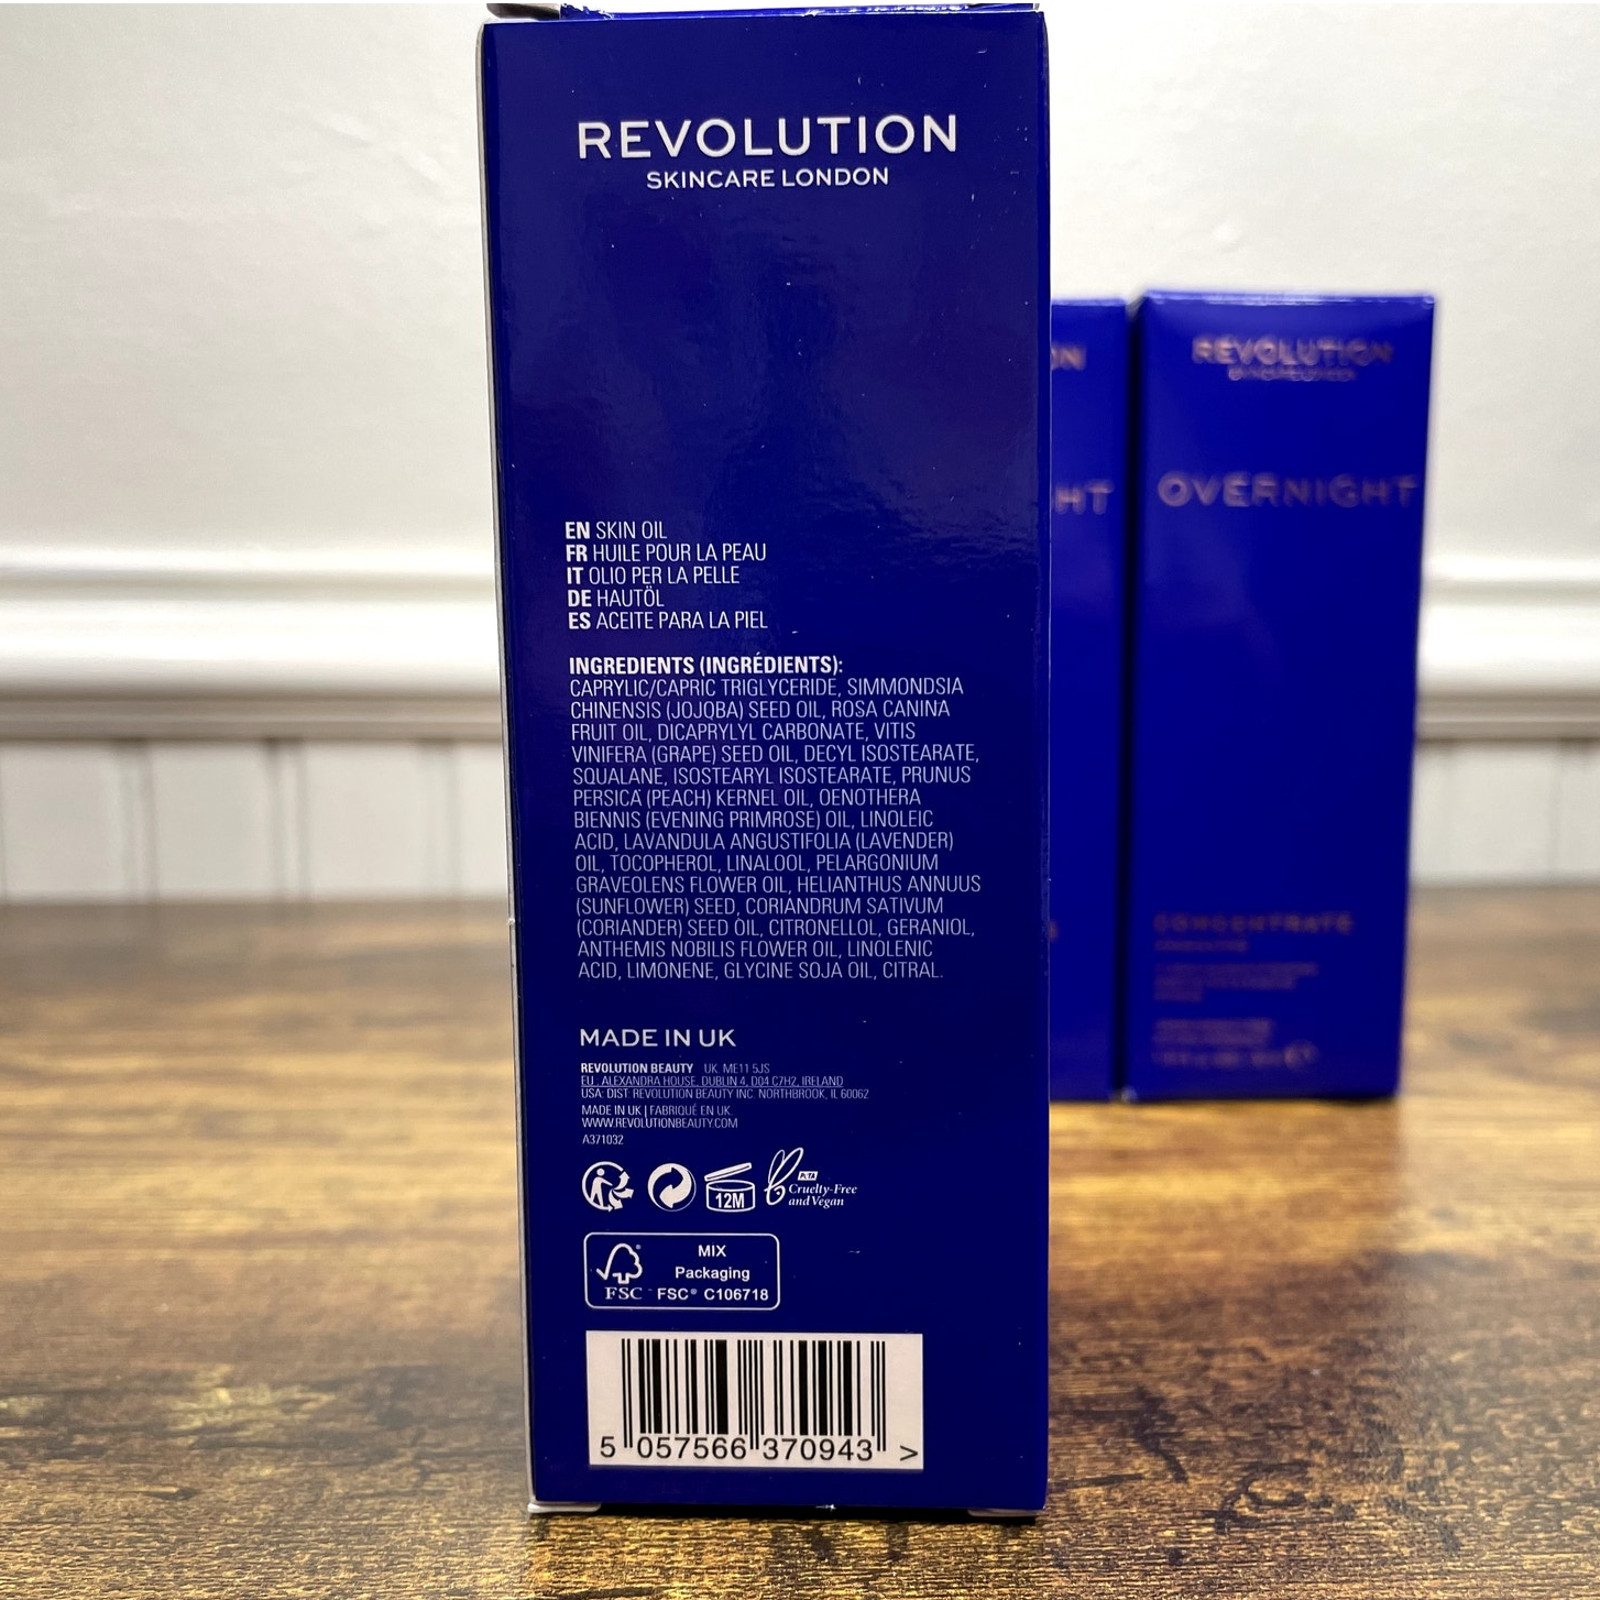 REVOLUTION
SKINCARE LONDON
EN SKIN OIL
FR HUILE POUR LA PEAU
IT OLIO PER LA PELLE
DE HAUTÖL
ES ACEITE PARA LA PIEL
INGREDIENTS (INGRÉDIENTS):
CAPRYLIC/CAPRIC TRIGLYCERIDE, SIMMONDSIA
CHINENSIS (JOJOBA) SEED OIL, ROSA CANINA
FRUIT OIL, DICAPRYLYL CARBONATE, VITIS
VINIFERA (GRAPE) SEED OIL, DECYL ISOSTEARATE,
SQUALANE, ISOSTEARYL ISOSTEARATE, PRUNUS
PERSICA (PEACH) KERNEL OIL, OENOTHERA
BIENNIS (EVENING PRIMROSE) OIL, LINOLEIC
ACID, LAVANDULA ANGUSTIFOLIA (LAVENDER)
OIL, TOCOPHEROL, LINALOOL, PELARGONIUM
GRAVEOLENS FLOWER OIL, HELIANTHUS ANNUUS
(SUNFLOWER) SEED, CORIANDRUM SATIVUM
(CORIANDER) SEED OIL, CITRONELLOL, GERANIOL,
ANTHEMIS NOBILIS FLOWER OIL, LINOLENIC
ACID, LIMONENE, GLYCINE SOJA OIL, CITRAL.
MADE IN UK
REVOLUTION BEAUTY UK ME11 5JS
EU . ALEXANDRA HOUSE, DUBLIN 4, D04 C7H2, IRELAND
USA: DIST. REVOLUTION BEAUTY INC. NORTHBROOK, IL 60062
MADE IN UK | FABRIQUÉ EN UK.
WWW.REVOLUTIONBEAUTY.COM
A371032
12M
PETA
Cruelty-Free
and Vegan
MIX
Packaging
FSC FSC® C106718
5 057566 370943 >
ON
HT
REVOLUTION
OVERNIGHT
CONCENTRATE